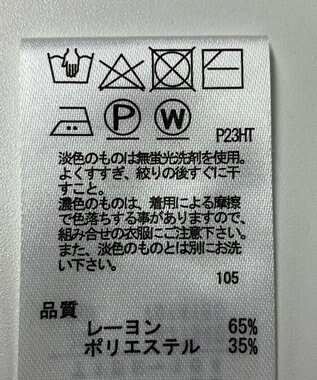 P W P23HT
淡色のものは無蛍光洗剤を使用。
よくすすぎ、絞りの後すぐに干
すこと。
濃色のものは、着用による摩擦
で色落ちする事がありますので、
組み合せの衣服にご注意下さい。
また、淡色のものとは別にお洗
い下さい。
105
品質
レーヨン 65%
ポリエステル 35%